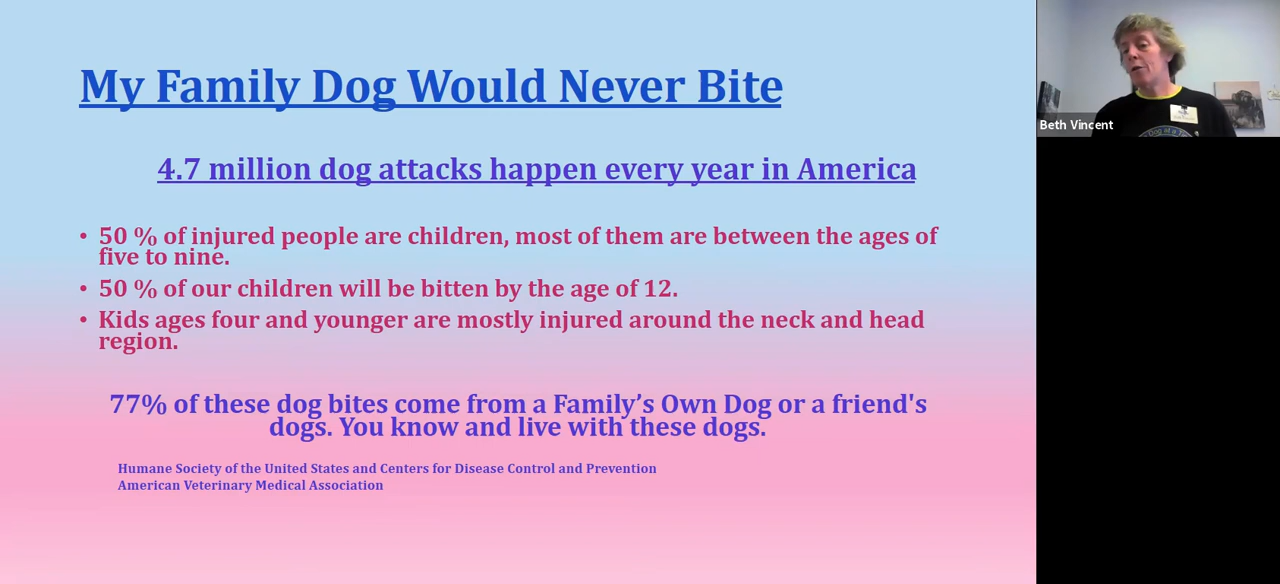 My Family Dog Would Never Bite
4.7 million dog attacks happen every year in America
• 50 % of injured people are children, most of them are between the ages of
five to nine.
• 50 % of our children will be bitten by the age of 12.
• Kids ages four and younger are mostly injured around the neck and head
region.
77% of these dog bites come from a Family’s Own Dog or a friend's
dogs. You know and live with these dogs.
Humane Society of the United States and Centers for Disease Control and Prevention
American Veterinary Medical Association
Beth Vincent